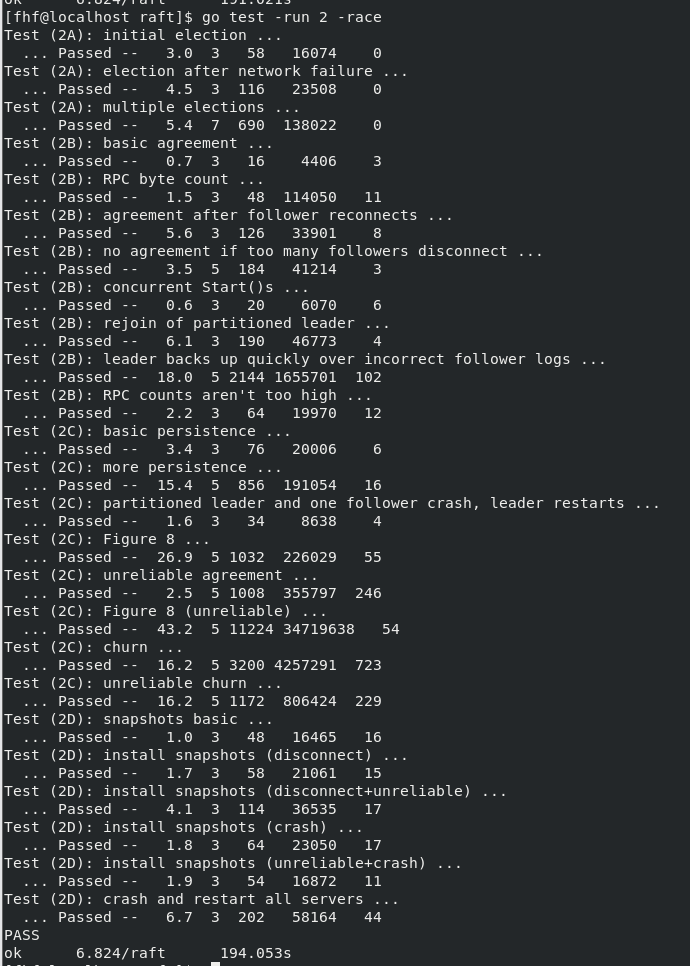 ok      6.824/raft      191.021s
[fhf@localhost raft]$ go test -run 2 -race
Test (2A): initial election ...
  ... Passed --   3.0  3   58   16074    0
Test (2A): election after network failure ...
  ... Passed --   4.5  3  116   23508    0
Test (2A): multiple elections ...
  ... Passed --   5.4  7  690  138022    0
Test (2B): basic agreement ...
  ... Passed --   0.7  3   16    4406    3
Test (2B): RPC byte count ...
  ... Passed --   1.5  3   48  114050   11
Test (2B): agreement after follower reconnects ...
  ... Passed --   5.6  3  126   33901    8
Test (2B): no agreement if too many followers disconnect ...
  ... Passed --   3.5  5  184   41214    3
Test (2B): concurrent Start()s ...
  ... Passed --   0.6  3   20    6070    6
Test (2B): rejoin of partitioned leader ...
  ... Passed --   6.1  3  190   46773    4
Test (2B): leader backs up quickly over incorrect follower logs ...
  ... Passed --  18.0  5 2144 1655701  102
Test (2B): RPC counts aren't too high ...
  ... Passed --   2.2  3   64   19970   12
Test (2C): basic persistence ...
  ... Passed --   3.4  3   76   20006    6
Test (2C): more persistence ...
  ... Passed --  15.4  5  856  191054   16
Test (2C): partitioned leader and one follower crash, leader restarts ...
  ... Passed --   1.6  3   34    8638    4
Test (2C): Figure 8 ...
  ... Passed --  26.9  5 1032  226029   55
Test (2C): unreliable agreement ...
  ... Passed --   2.5  5 1008  355797  246
Test (2C): Figure 8 (unreliable) ...
  ... Passed --  43.2  5 11224 34719638   54
Test (2C): churn ...
  ... Passed --  16.2  5 3200 4257291  723
Test (2C): unreliable churn ...
  ... Passed --  16.2  5 1172  806424  229
Test (2D): snapshots basic ...
  ... Passed --   1.0  3   48   16465   16
Test (2D): install snapshots (disconnect) ...
  ... Passed --   1.7  3   58   21061   15
Test (2D): install snapshots (disconnect+unreliable) ...
  ... Passed --   4.1  3  114   36535   17
Test (2D): install snapshots (crash) ...
  ... Passed --   1.8  3   64   23050   17
Test (2D): install snapshots (unreliable+crash) ...
  ... Passed --   1.9  3   54   16872   11
Test (2D): crash and restart all servers ...
  ... Passed --   6.7  3  202   58164   44
PASS
ok      6.824/raft      194.053s